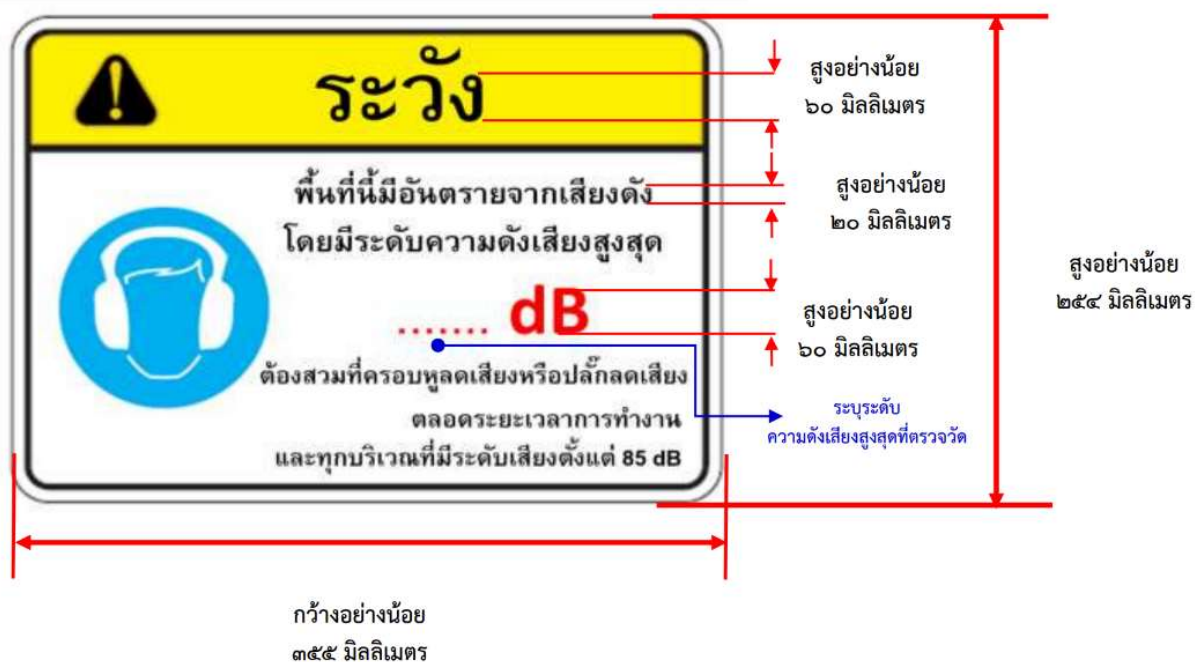 ระวัง
พื้นที่นี้มีอันตรายจากเสียงดัง
โดยมีระดับความดังเสียงสูงสุด
....... dB
ต้องสวมที่ครอบหูลดเสียงหรือปลั๊กลดเสียง
ตลอดระยะเวลาการทำงาน
และทุกบริเวณที่มีระดับเสียงตั้งแต่ 85 dB
สูงอย่างน้อย
๖๐ มิลลิเมตร
สูงอย่างน้อย
๒๐ มิลลิเมตร
สูงอย่างน้อย
๖๐ มิลลิเมตร
ระบุระดับ
ความดังเสียงสูงสุดที่ตรวจวัด
สูงอย่างน้อย
๒๕๔ มิลลิเมตร
กว้างอย่างน้อย
๓๕๕ มิลลิเมตร